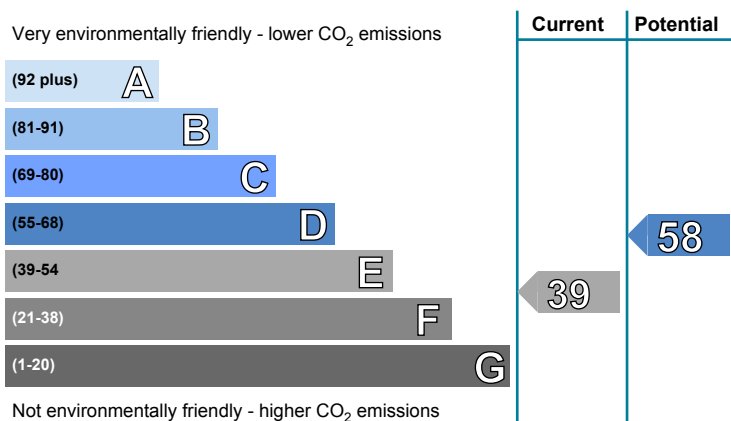 Very environmentally friendly - lower CO2 emissions
Current Potential
(92 plus) A
(81-91) B
(69-80) C
(55-68) D
58
(39-54 E
39
(21-38) F
(1-20) G
Not environmentally friendly - higher CO2 emissions